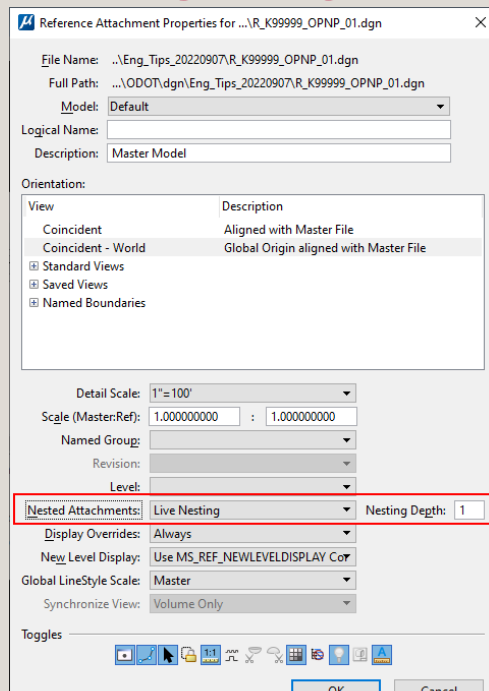 Reference Attachment Properties for ...\R_K99999_OPNP_01.dgn
File Name: ..\Eng_Tips_20220907\R_K99999_OPNP_01.dgn
Full Path: ...\ODOT\dgn\Eng_Tips_20220907\R_K99999_OPNP_01.dgn
Model: Default
Logical Name:
Description: Master Model
Orientation:
View Description
Coincident Aligned with Master File
Coincident - World Global Origin aligned with Master File
Standard Views
Saved Views
Named Boundaries
Detail Scale: 1"=100'
Scale (Master:Ref): 1.000000000 : 1.000000000
Named Group:
Revision:
Level:
Nested Attachments: Live Nesting Nesting Depth: 1
Display Overrides: Always
New Level Display: Use MS_REF_NEWLEVELDISPLAY Cor
Global LineStyle Scale: Master
Synchronize View: Volume Only
Toggles
1:1 A
OK Cancel